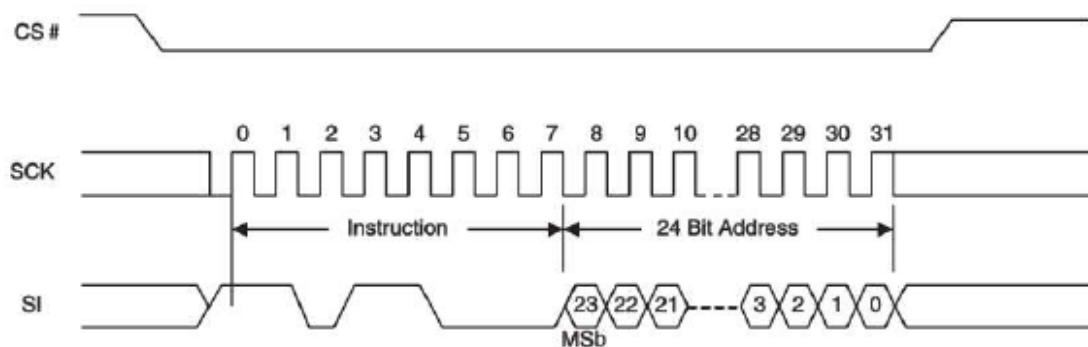 CS #
0 1 2 3 4 5 6 7 8 9 10 28 29 30 31
SCK
Instruction 24 Bit Address
SI 23 22 21 3 2 1 0
MSb